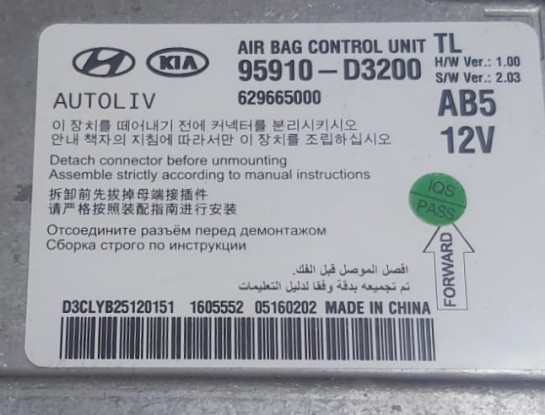 HYUNDAI KIA
AIR BAG CONTROL UNIT TL
95910-D3200
H/W Ver.: 1.00
S/W Ver.: 2.03
AUTOLIV
629665000
AB5
12V
이 장치를 떼어내기 전에 커넥터를 분리시키시오
안내 책자의 지침에 따라서만 이 장치를 조립하십시오
Detach connector before unmounting
Assemble strictly according to manual instructions
拆卸前先拔掉母端接插件
请严格按照装配指南进行安装
IQS
PASS
Отсоедините разъём перед демонтажом
Сборка строго по инструкции
افصل الموصل قبل الفك.
تم تجميعه بدقة وفقا لدليل التعليمات
FORWARD
D3CLYB25120151 1605552 05160202 MADE IN CHINA